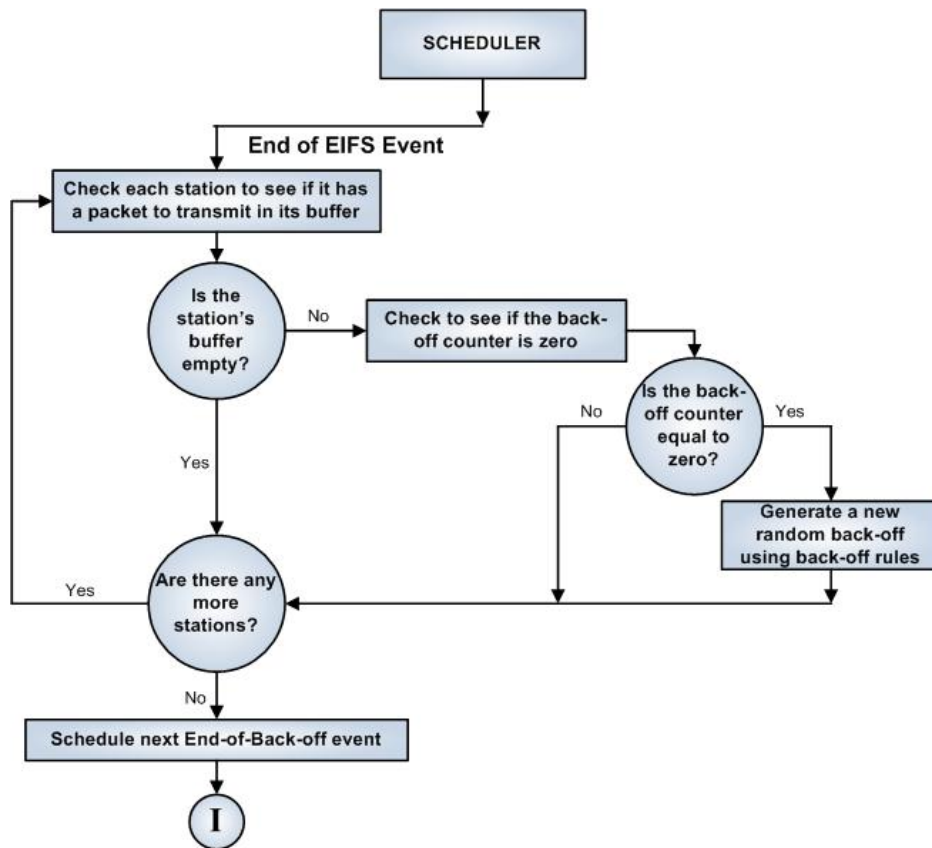 SCHEDULER
End of EIFS Event
Check each station to see if it has
a packet to transmit in its buffer
Is the
station's
buffer
empty?
No
Check to see if the back-
off counter is zero
Is the back-
off counter
equal to
zero?
No
Yes
Yes
Generate a new
random back-off
using back-off rules
Are there any
more
stations?
Yes
No
Schedule next End-of-Back-off event
I